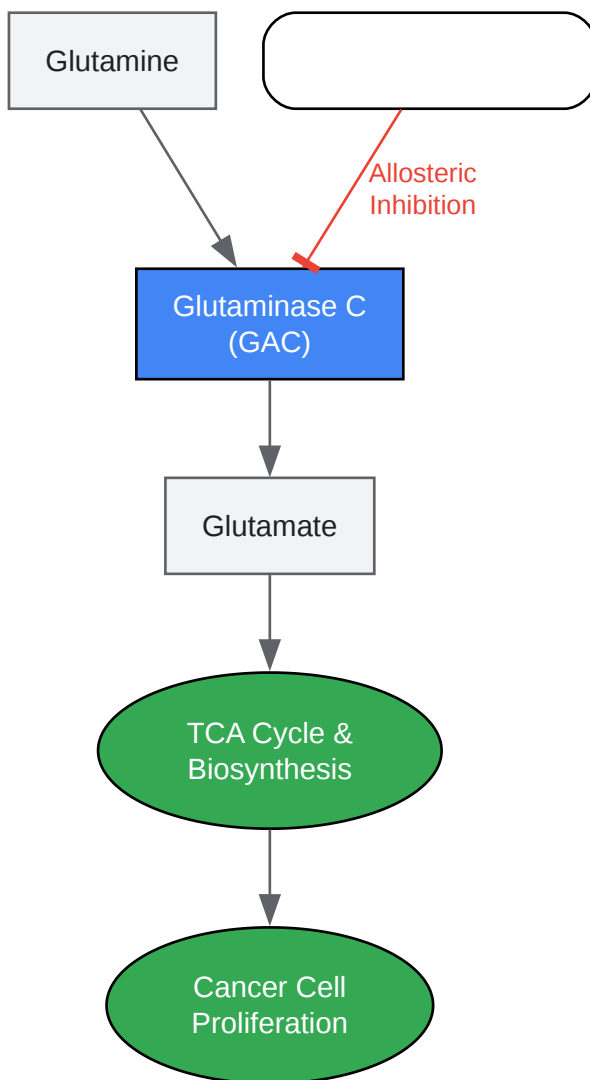 Glutamine
Allosteric
Inhibition
Glutaminase C
(GAC)
Glutamate
TCA Cycle &
Biosynthesis
Cancer Cell
Proliferation